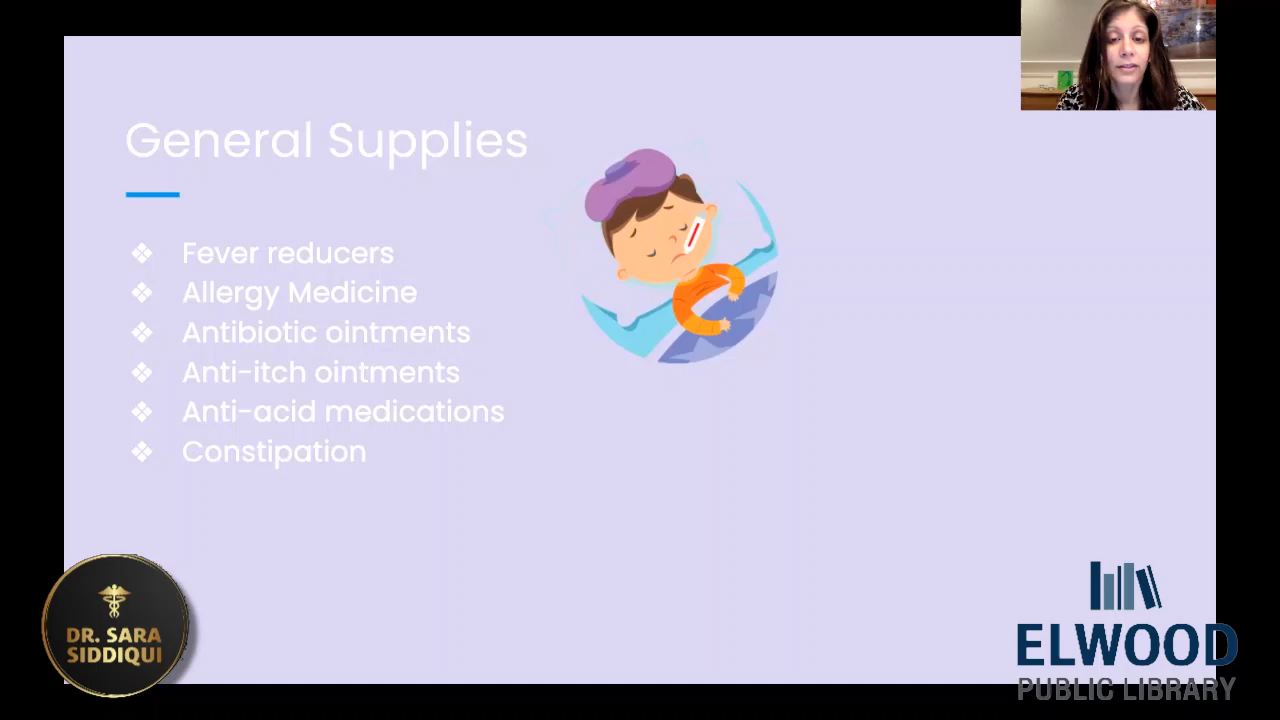 General Supplies
❖ Fever reducers
❖ Allergy Medicine
❖ Antibiotic ointments
❖ Anti-itch ointments
❖ Anti-acid medications
❖ Constipation
DR. SARA
SIDDIQUI
ELWOOD
PUBLIC LIBRARY